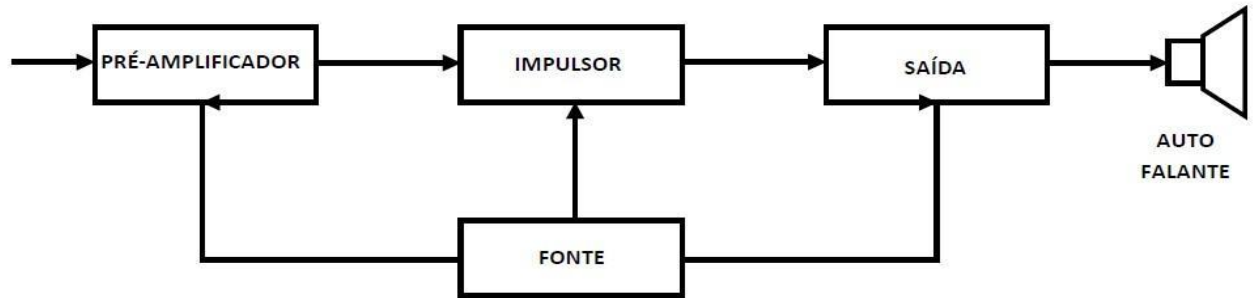 PRÉ-AMPLIFICADOR
IMPULSOR
SAÍDA
AUTO
FALANTE
FONTE